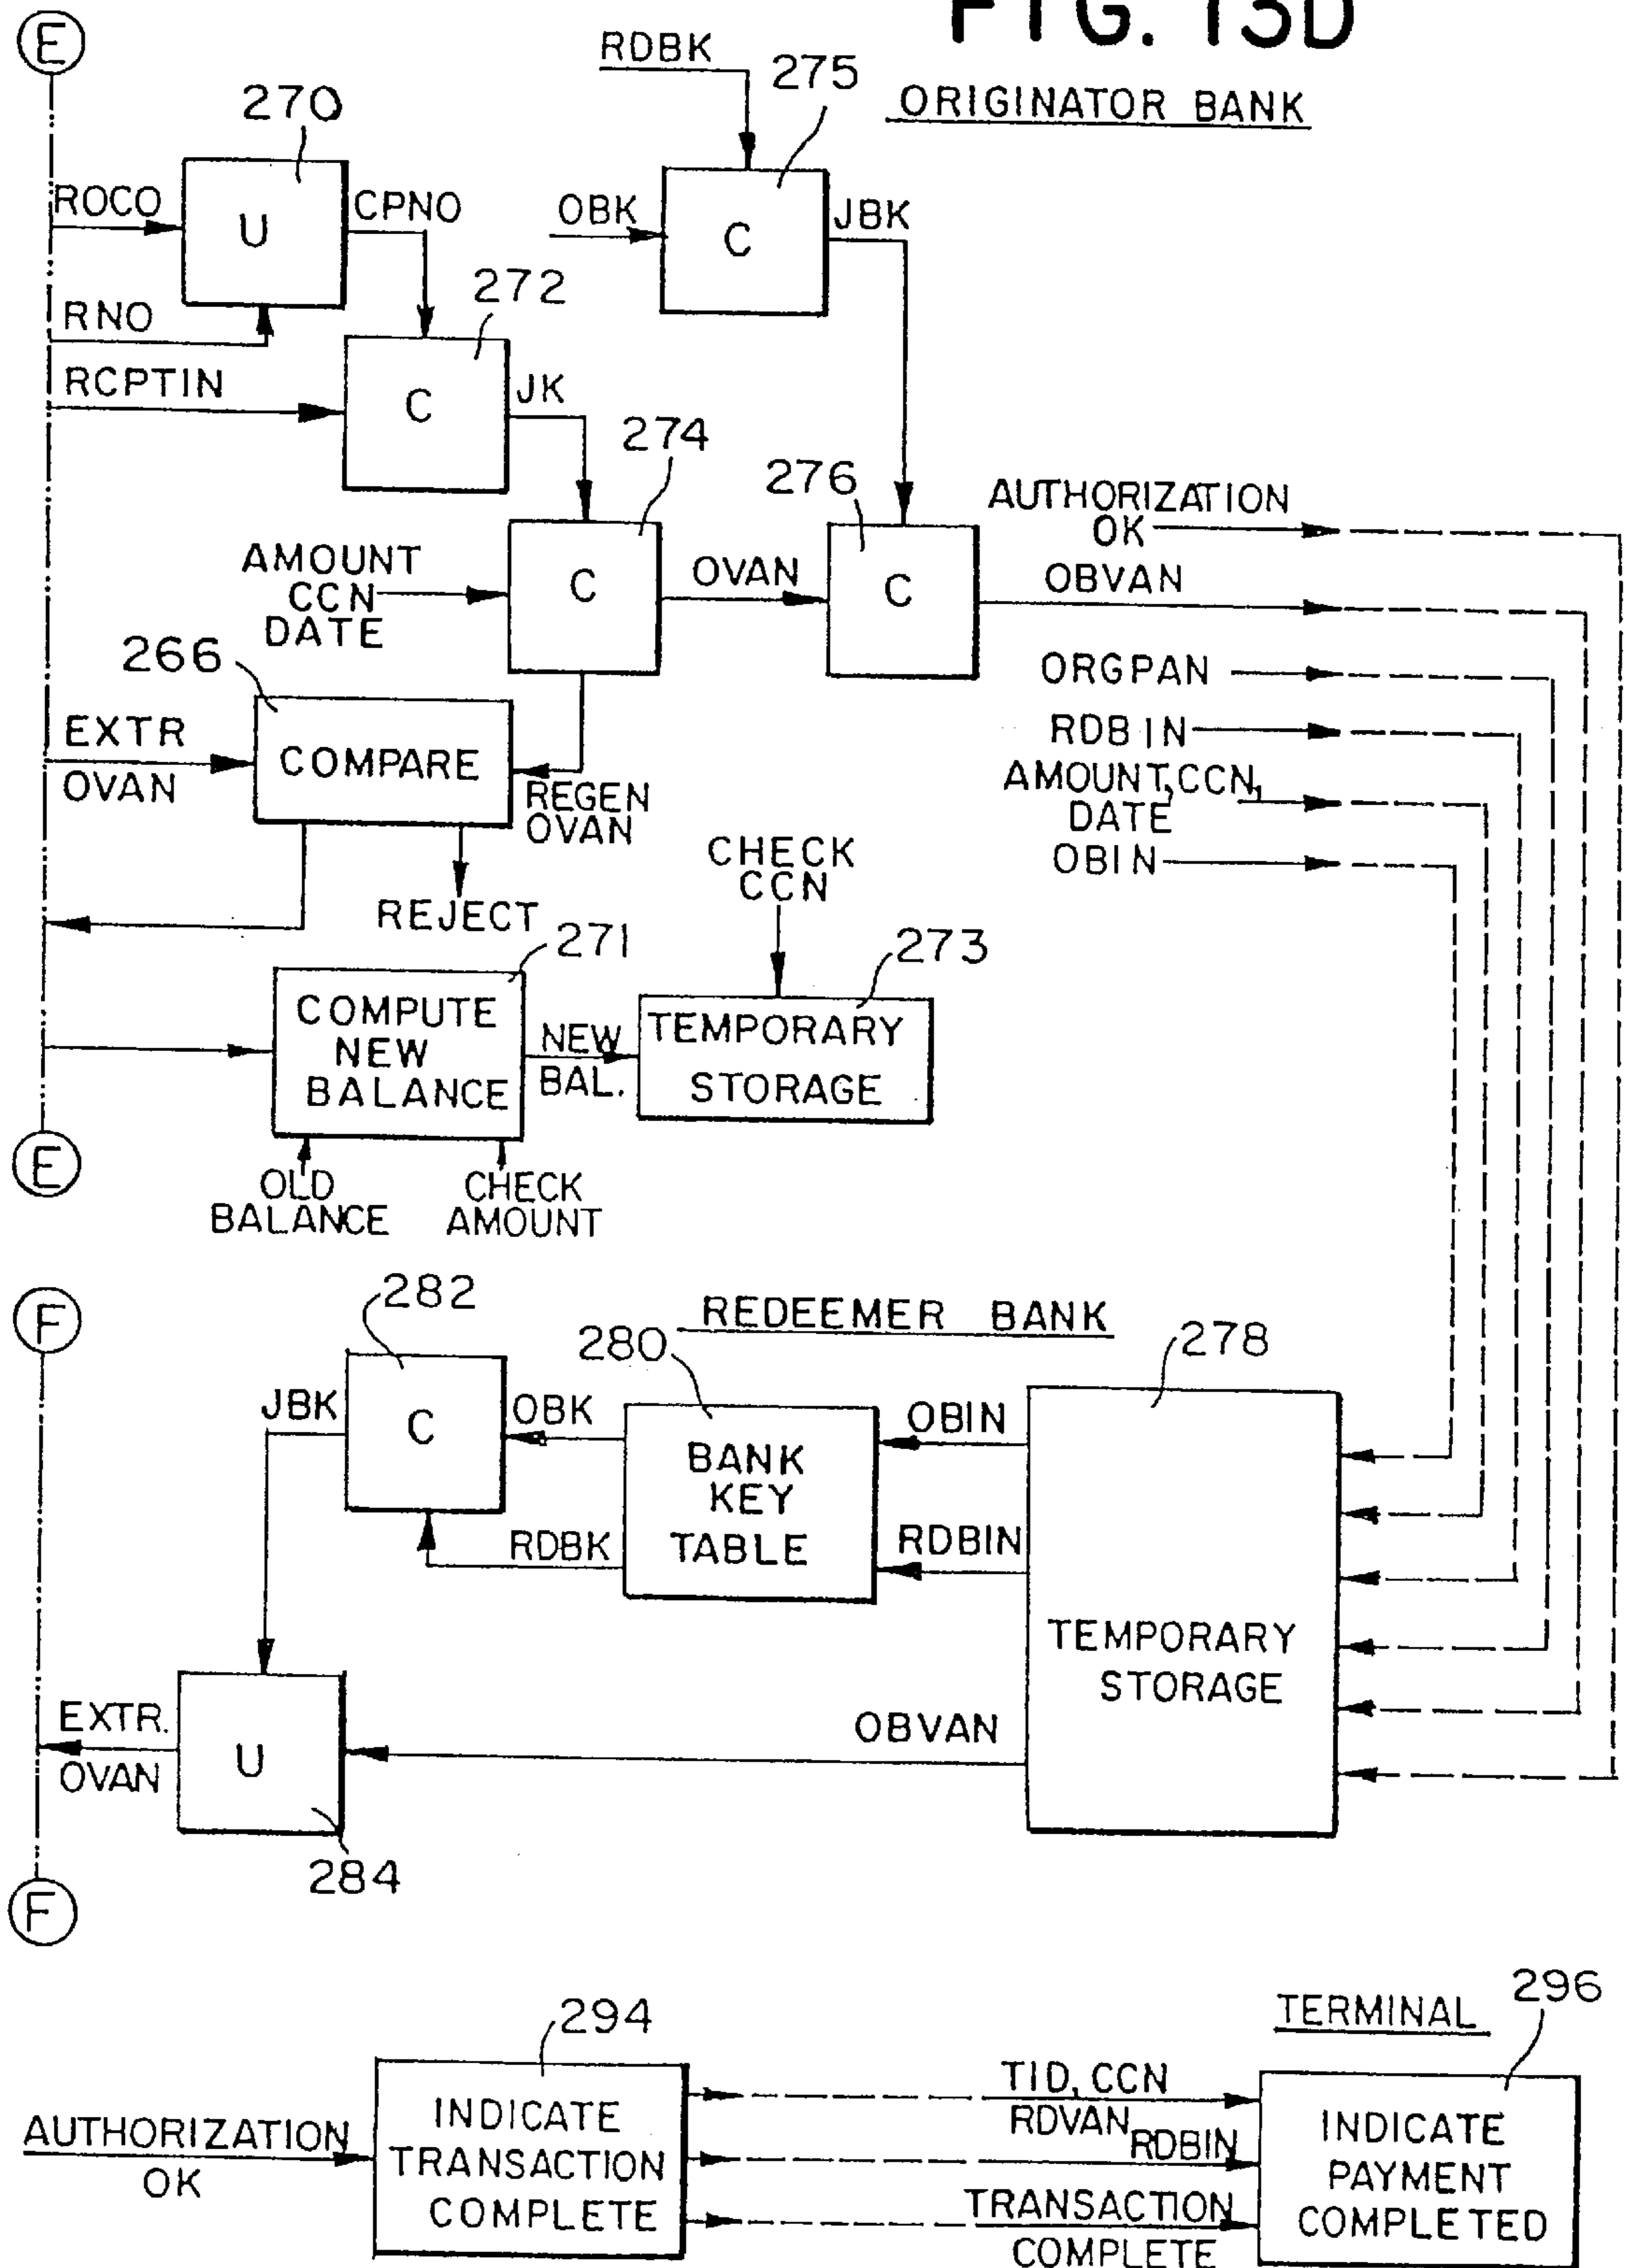 FIG. 13D
ORIGINATOR BANK
E
270
ROCO
U
CPNO
RNO
RDBK
275
OBK
C
JBK
272
RCPTIN
C
JK
274
AMOUNT
CCN
DATE
C
OVAN
276
C
AUTHORIZATION
OK
OBVAN
ORGPAN
RDBIN
AMOUNT, CCN,
DATE
OBIN
266
EXTR
OVAN
COMPARE
REGEN
OVAN
REJECT
CHECK
CCN
271
COMPUTE
NEW
BALANCE
NEW
BAL.
273
TEMPORARY
STORAGE
E
OLD
BALANCE
CHECK
AMOUNT
F
REDEEMER BANK
282
JBK
C
OBK
RDBK
280
BANK
KEY
TABLE
OBIN
RDBIN
278
TEMPORARY
STORAGE
OBVAN
EXTR.
OVAN
U
284
F
294
AUTHORIZATION
OK
INDICATE
TRANSACTION
COMPLETE
TERMINAL
296
TID, CCN
RDVAN
RDBIN
TRANSACTION
COMPLETE
INDICATE
PAYMENT
COMPLETED